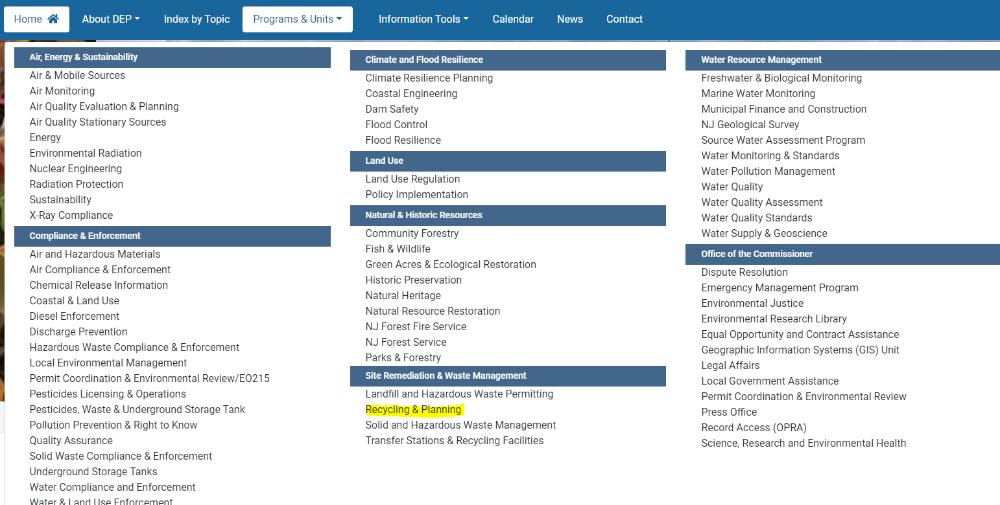 Home
About DEP
Index by Topic
Programs & Units
Information Tools
Calendar
News
Contact
Air, Energy & Sustainability
Air & Mobile Sources
Air Monitoring
Air Quality Evaluation & Planning
Air Quality Stationary Sources
Energy
Environmental Radiation
Nuclear Engineering
Radiation Protection
Sustainability
X-Ray Compliance
Compliance & Enforcement
Air and Hazardous Materials
Air Compliance & Enforcement
Chemical Release Information
Coastal & Land Use
Diesel Enforcement
Discharge Prevention
Hazardous Waste Compliance & Enforcement
Local Environmental Management
Permit Coordination & Environmental Review/EO215
Pesticides Licensing & Operations
Pesticides, Waste & Underground Storage Tank
Pollution Prevention & Right to Know
Quality Assurance
Solid Waste Compliance & Enforcement
Underground Storage Tanks
Water Compliance and Enforcement
Water & Land Use Enforcement
Climate and Flood Resilience
Climate Resilience Planning
Coastal Engineering
Dam Safety
Flood Control
Flood Resilience
Land Use
Land Use Regulation
Policy Implementation
Natural & Historic Resources
Community Forestry
Fish & Wildlife
Green Acres & Ecological Restoration
Historic Preservation
Natural Heritage
Natural Resource Restoration
NJ Forest Fire Service
NJ Forest Service
Parks & Forestry
Site Remediation & Waste Management
Landfill and Hazardous Waste Permitting
Recycling & Planning
Solid and Hazardous Waste Management
Transfer Stations & Recycling Facilities
Water Resource Management
Freshwater & Biological Monitoring
Marine Water Monitoring
Municipal Finance and Construction
NJ Geological Survey
Source Water Assessment Program
Water Monitoring & Standards
Water Pollution Management
Water Quality
Water Quality Assessment
Water Quality Standards
Water Supply & Geoscience
Office of the Commissioner
Dispute Resolution
Emergency Management Program
Environmental Justice
Environmental Research Library
Equal Opportunity and Contract Assistance
Geographic Information Systems (GIS) Unit
Legal Affairs
Local Government Assistance
Permit Coordination & Environmental Review
Press Office
Record Access (OPRA)
Science, Research and Environmental Health